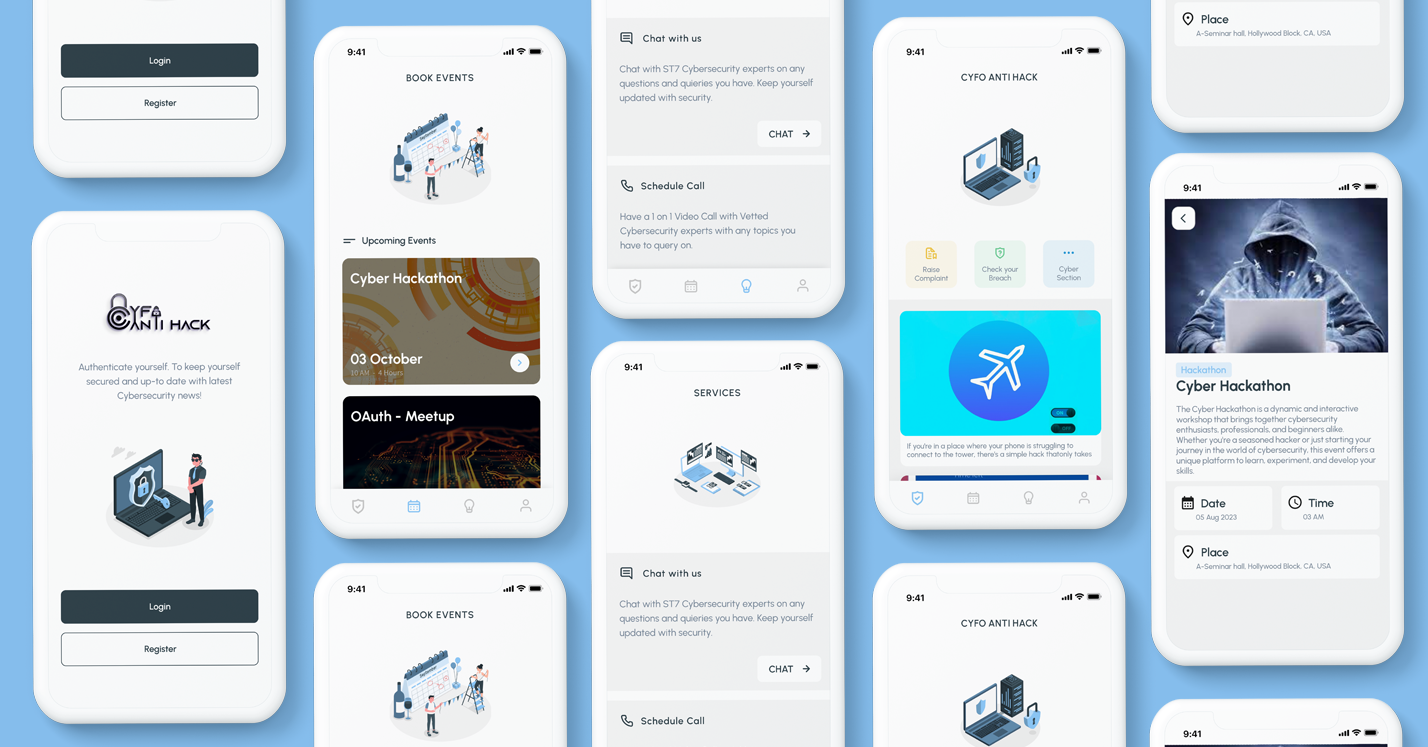 Login
Register
CYFO
ANTI HACK
Authenticate yourself. To keep yourself
secured and up-to date with latest
Cybersecurity news!
Login
Register
9:41
BOOK EVENTS
Upcoming Events
Cyber Hackathon
03 October
10 AM - 4 Hours
OAuth - Meetup
9:41
BOOK EVENTS
Chat with us
Chat with ST7 Cybersecurity experts on any
questions and quieries you have. Keep yourself
updated with security.
CHAT
Schedule Call
Have a 1 on 1 Video Call with Vetted
Cybersecurity experts with any topics you
have to query on.
9:41
SERVICES
Chat with us
Chat with ST7 Cybersecurity experts on any
questions and quieries you have. Keep yourself
updated with security.
CHAT
Schedule Call
9:41
CYFO ANTI HACK
Raise
Complaint
Check your
Breach
Cyber
Section
ON
OFF
If you're in a place where your phone is struggling to
connect to the tower, there's a simple hack thatonly takes
9:41
CYFO ANTI HACK
Place
A-Seminar hall, Hollywood Block, CA, USA
9:41
Hackathon
Cyber Hackathon
The Cyber Hackathon is a dynamic and interactive
workshop that brings together cybersecurity
enthusiasts, professionals, and beginners alike.
Whether you're a seasoned hacker or just starting your
journey in the world of cybersecurity, this event offers a
unique platform to learn, experiment, and develop your
skills.
Date
05 Aug 2023
Time
03 AM
Place
A-Seminar hall, Hollywood Block, CA, USA
9:41